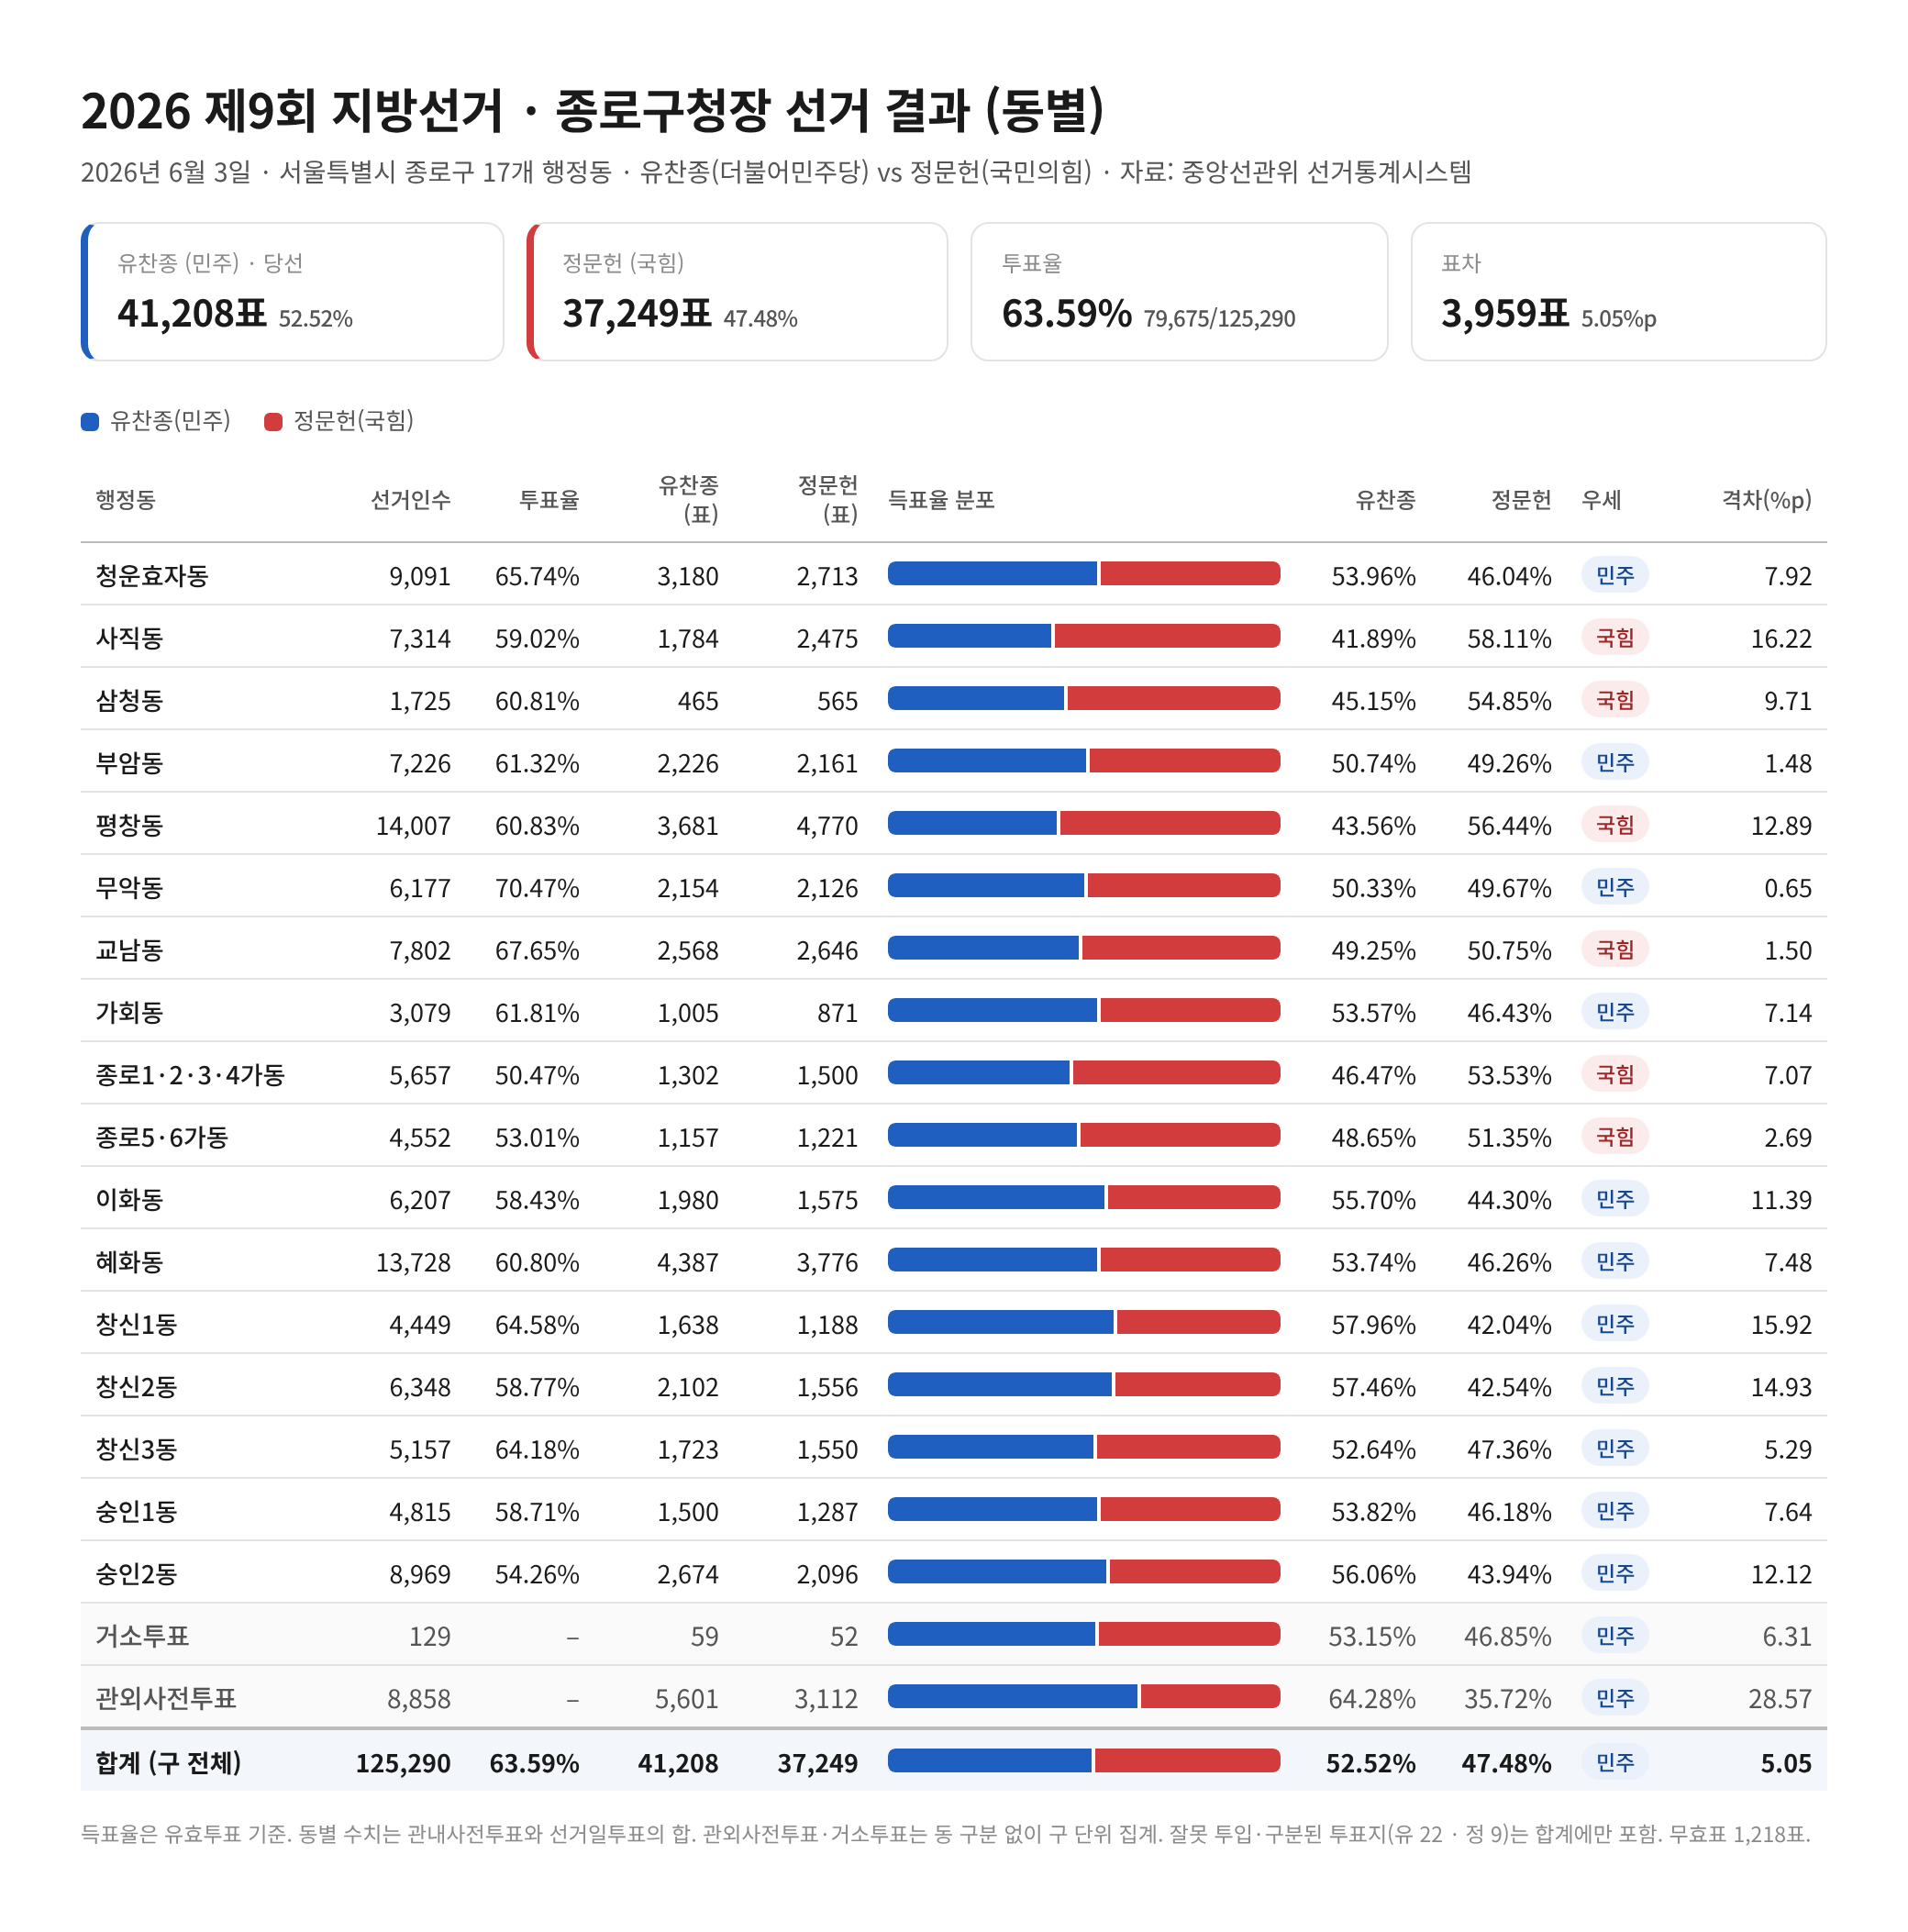 2026 제9회 지방선거 · 종로구청장 선거 결과 (동별)
2026년 6월 3일 · 서울특별시 종로구 17개 행정동 · 유찬종(더불어민주당) vs 정문헌(국민의힘) · 자료: 중앙선관위 선거통계시스템
유찬종 (민주) · 당선
41,208표 52.52%
정문헌 (국힘)
37,249표 47.48%
투표율
63.59% 79,675/125,290
표차
3,959표 5.05%p
유찬종(민주) 정문헌(국힘)
행정동 선거인수 투표율 유찬종 (표) 정문헌 (표) 득표율 분포 유찬종 정문헌 우세 격차(%p)
청운효자동 9,091 65.74% 3,180 2,713 53.96% 46.04% 민주 7.92
사직동 7,314 59.02% 1,784 2,475 41.89% 58.11% 국힘 16.22
삼청동 1,725 60.81% 465 565 45.15% 54.85% 국힘 9.71
부암동 7,226 61.32% 2,226 2,161 50.74% 49.26% 민주 1.48
평창동 14,007 60.83% 3,681 4,770 43.56% 56.44% 국힘 12.89
무악동 6,177 70.47% 2,154 2,126 50.33% 49.67% 민주 0.65
교남동 7,802 67.65% 2,568 2,646 49.25% 50.75% 국힘 1.50
가회동 3,079 61.81% 1,005 871 53.57% 46.43% 민주 7.14
종로1·2·3·4가동 5,657 50.47% 1,302 1,500 46.47% 53.53% 국힘 7.07
종로5·6가동 4,552 53.01% 1,157 1,221 48.65% 51.35% 국힘 2.69
이화동 6,207 58.43% 1,980 1,575 55.70% 44.30% 민주 11.39
혜화동 13,728 60.80% 4,387 3,776 53.74% 46.26% 민주 7.48
창신1동 4,449 64.58% 1,638 1,188 57.96% 42.04% 민주 15.92
창신2동 6,348 58.77% 2,102 1,556 57.46% 42.54% 민주 14.93
창신3동 5,157 64.18% 1,723 1,550 52.64% 47.36% 민주 5.29
숭인1동 4,815 58.71% 1,500 1,287 53.82% 46.18% 민주 7.64
숭인2동 8,969 54.26% 2,674 2,096 56.06% 43.94% 민주 12.12
거소투표 129 – 59 52 53.15% 46.85% 민주 6.31
관외사전투표 8,858 – 5,601 3,112 64.28% 35.72% 민주 28.57
합계 (구 전체) 125,290 63.59% 41,208 37,249 52.52% 47.48% 민주 5.05
득표율은 유효투표 기준. 동별 수치는 관내사전투표와 선거일투표의 합. 관외사전투표·거소투표는 동 구분 없이 구 단위 집계. 잘못 투입·구분된 투표지(유 22 · 정 9)는 합계에만 포함. 무효표 1,218표.